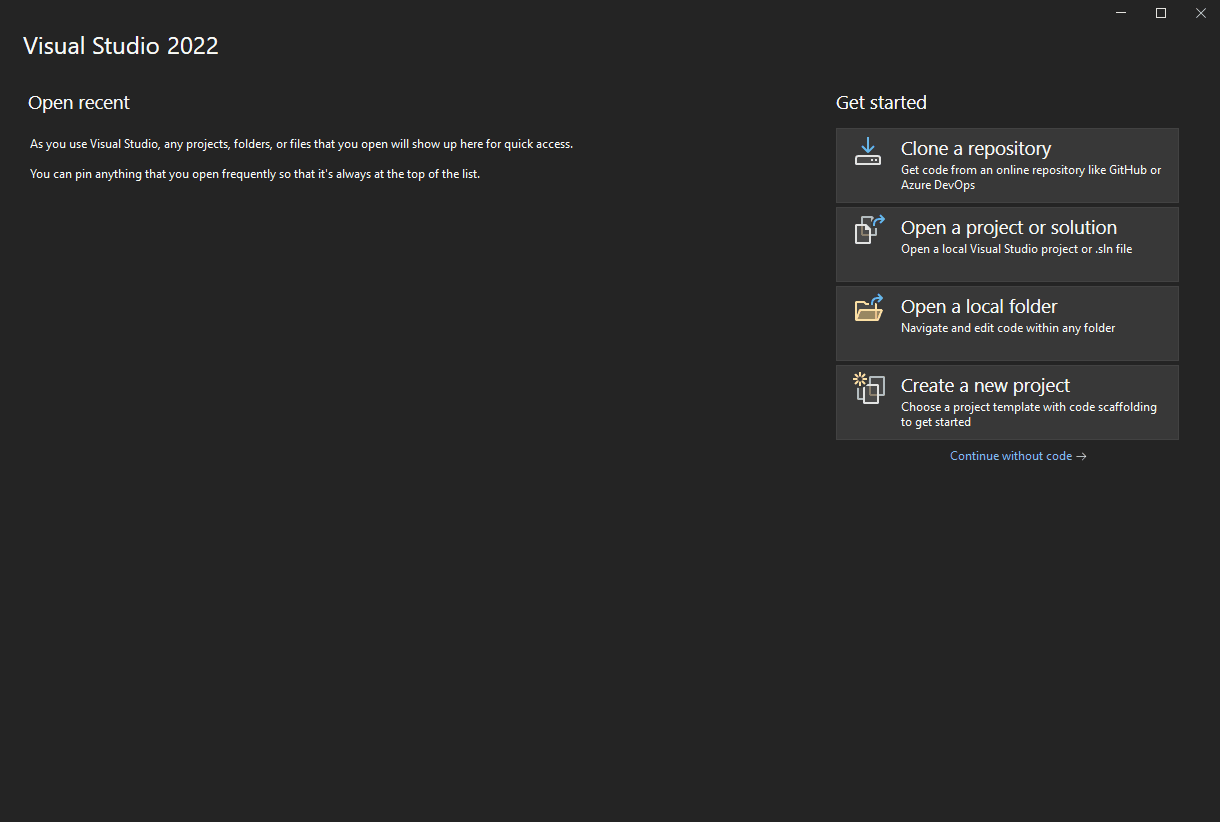 Visual Studio 2022
Open recent
As you use Visual Studio, any projects, folders, or files that you open will show up here for quick access.
You can pin anything that you open frequently so that it's always at the top of the list.
Get started
Clone a repository
Get code from an online repository like GitHub or
Azure DevOps
Open a project or solution
Open a local Visual Studio project or .sln file
Open a local folder
Navigate and edit code within any folder
Create a new project
Choose a project template with code scaffolding
to get started
Continue without code →